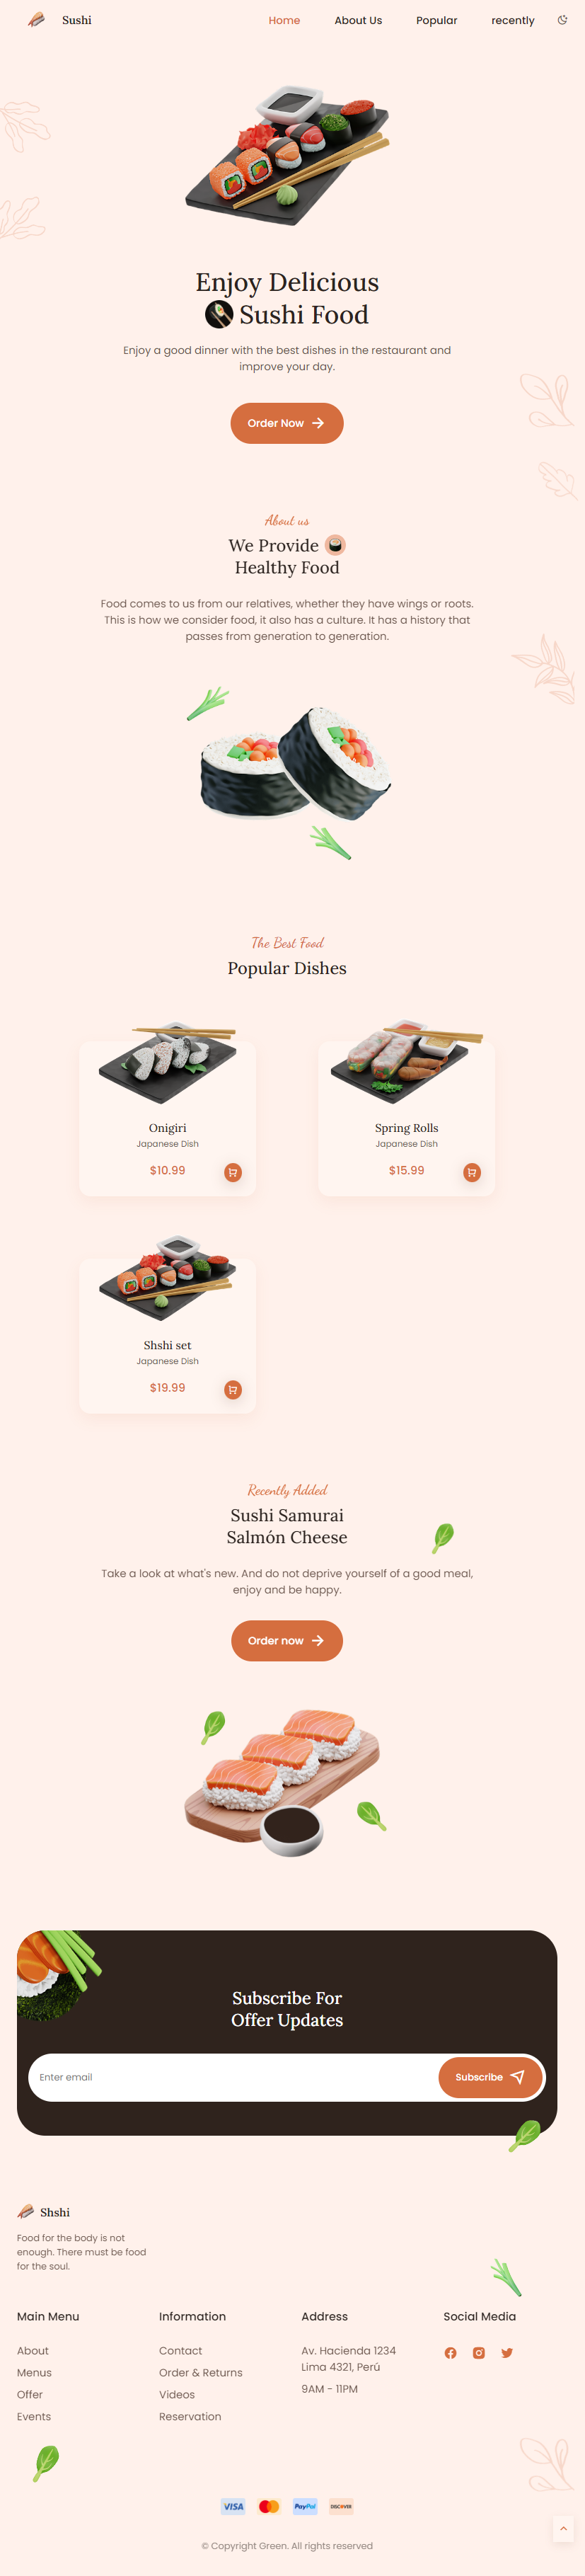 Sushi
Home
About Us
Popular
recently
Enjoy Delicious
Sushi Food
Enjoy a good dinner with the best dishes in the restaurant and
improve your day.
Order Now
About us
We Provide
Healthy Food
Food comes to us from our relatives, whether they have wings or roots.
This is how we consider food, it also has a culture. It has a history that
passes from generation to generation.
The Best Food
Popular Dishes
Onigiri
Japanese Dish
$10.99
Spring Rolls
Japanese Dish
$15.99
Shshi set
Japanese Dish
$19.99
Recently Added
Sushi Samurai
Salmón Cheese
Take a look at what's new. And do not deprive yourself of a good meal,
enjoy and be happy.
Order now
Subscribe For
Offer Updates
Enter email
Subscribe
Shshi
Food for the body is not
enough. There must be food
for the soul.
Main Menu
About
Menus
Offer
Events
Information
Contact
Order & Returns
Videos
Reservation
Address
Av. Hacienda 1234
Lima 4321, Perú
9AM - 11PM
Social Media
VISA
PayPal
DISCOVER
© Copyright Green. All rights reserved